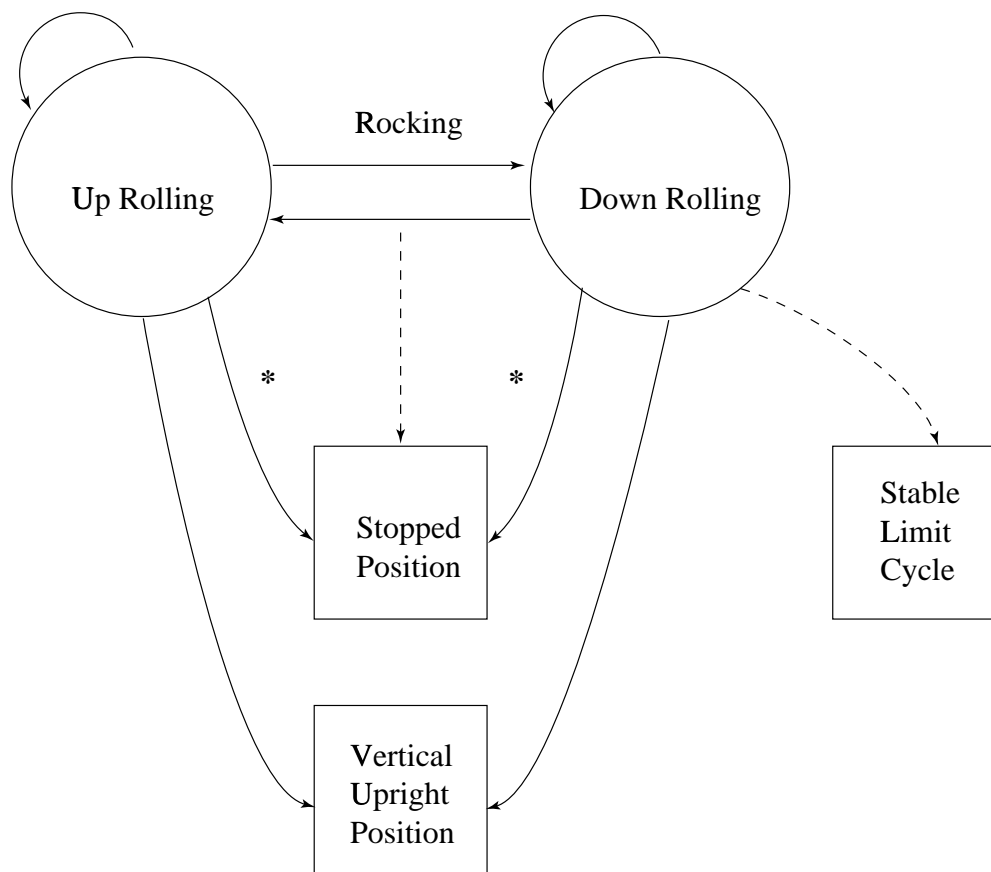 Rocking
Up Rolling
Down Rolling
*
*
Stopped
Position
Stable
Limit
Cycle
Vertical
Upright
Position